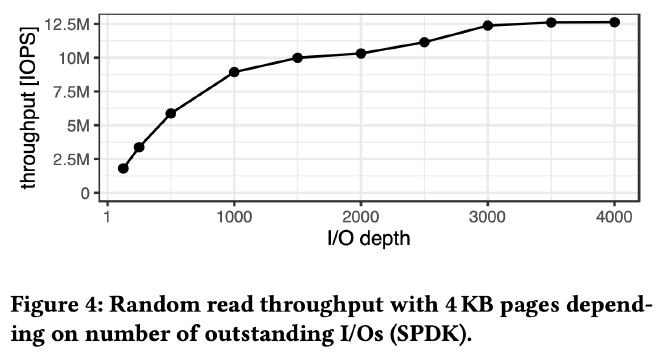 throughput [IOPS]
12.5M
10M
7.5M
5M
2.5M
0
1 1000 2000 3000 4000
I/O depth
Figure 4: Random read throughput with 4 KB pages depend-
ing on number of outstanding I/Os (SPDK).